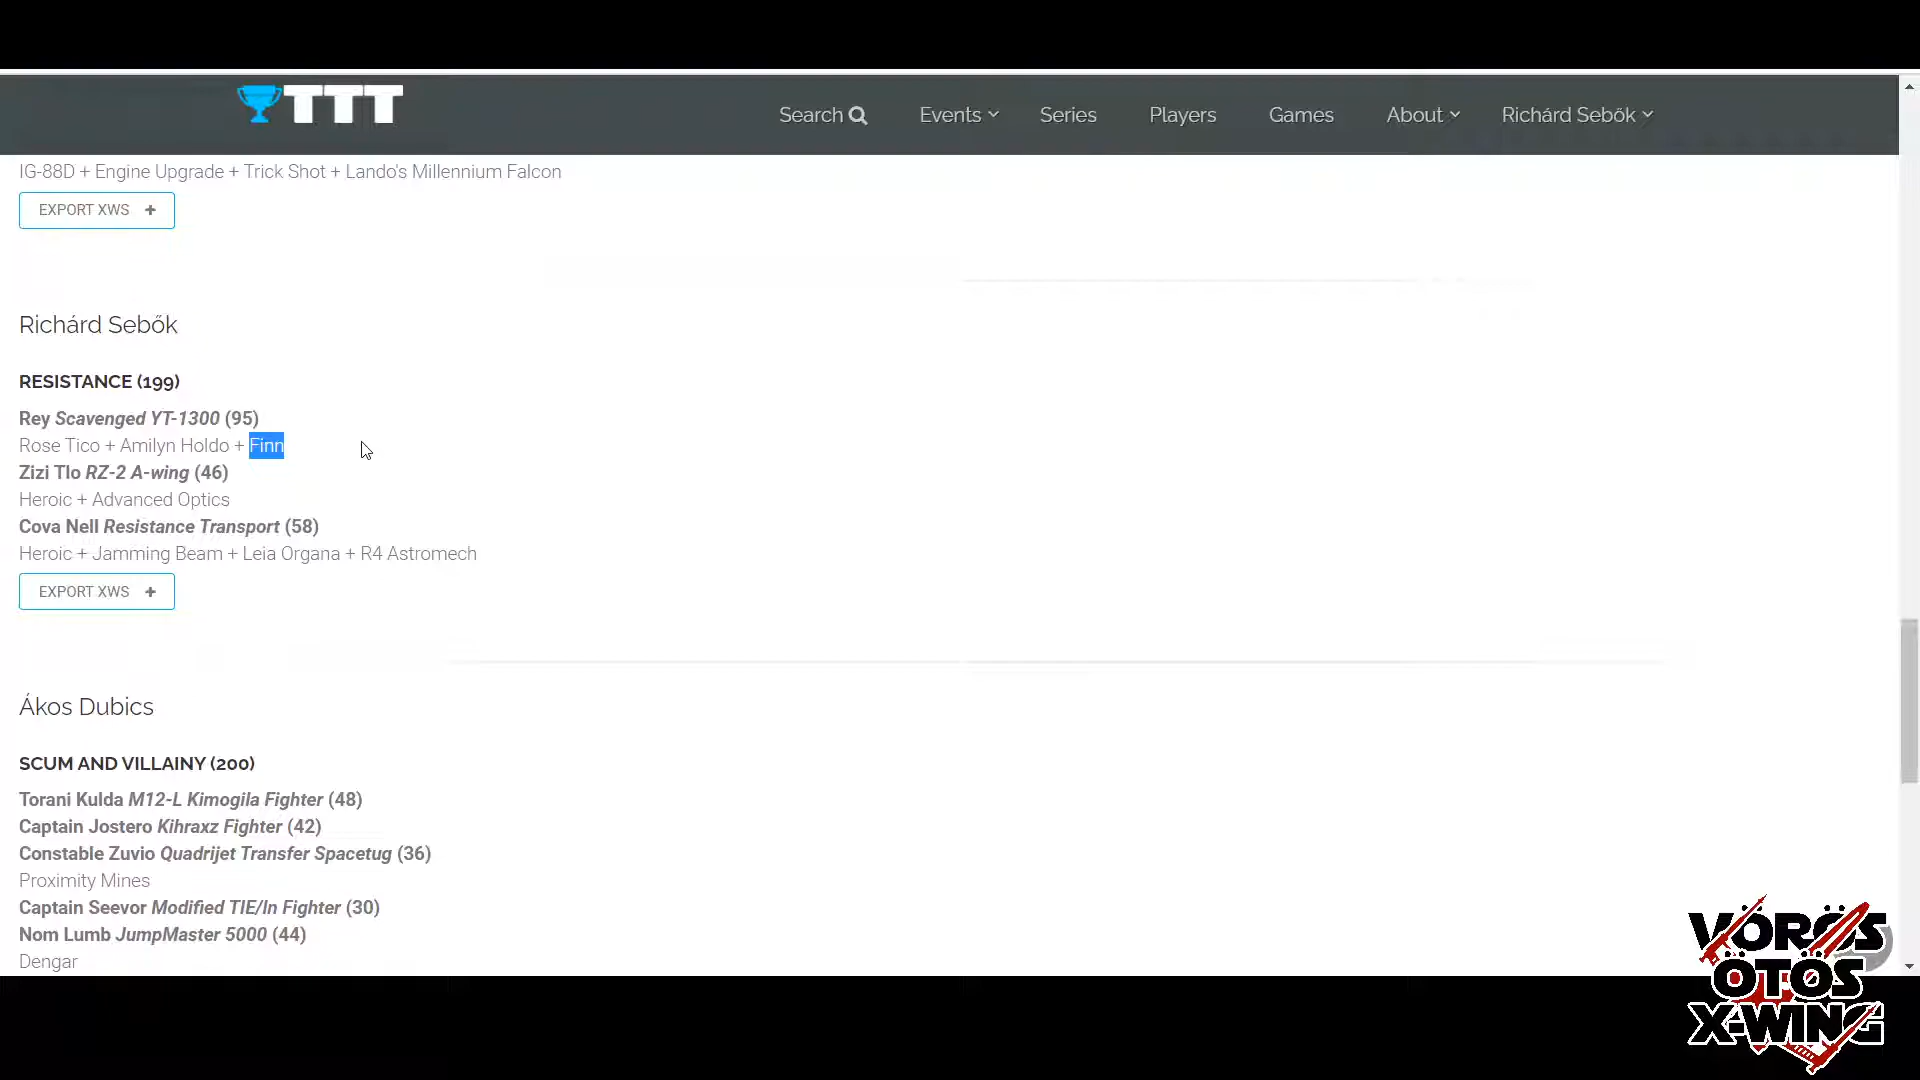 TTT
Search
Events
Series
Players
Games
About
Richárd Sebők
IG-88D + Engine Upgrade + Trick Shot + Lando's Millennium Falcon
EXPORT XWS +
Richárd Sebők
RESISTANCE (199)
Rey Scavenged YT-1300 (95)
Rose Tico + Amilyn Holdo + Finn
Zizi Tlo RZ-2 A-wing (46)
Heroic + Advanced Optics
Cova Nell Resistance Transport (58)
Heroic + Jamming Beam + Leia Organa + R4 Astromech
EXPORT XWS +
Ákos Dubics
SCUM AND VILLAINY (200)
Torani Kulda M12-L Kimogila Fighter (48)
Captain Jostero Kihraxz Fighter (42)
Constable Zuvio Quadrijet Transfer Spacetug (36)
Proximity Mines
Captain Seevor Modified TIE/ln Fighter (30)
Nom Lumb JumpMaster 5000 (44)
Dengar
VÖRÖS
ÖTÖS
X-WING